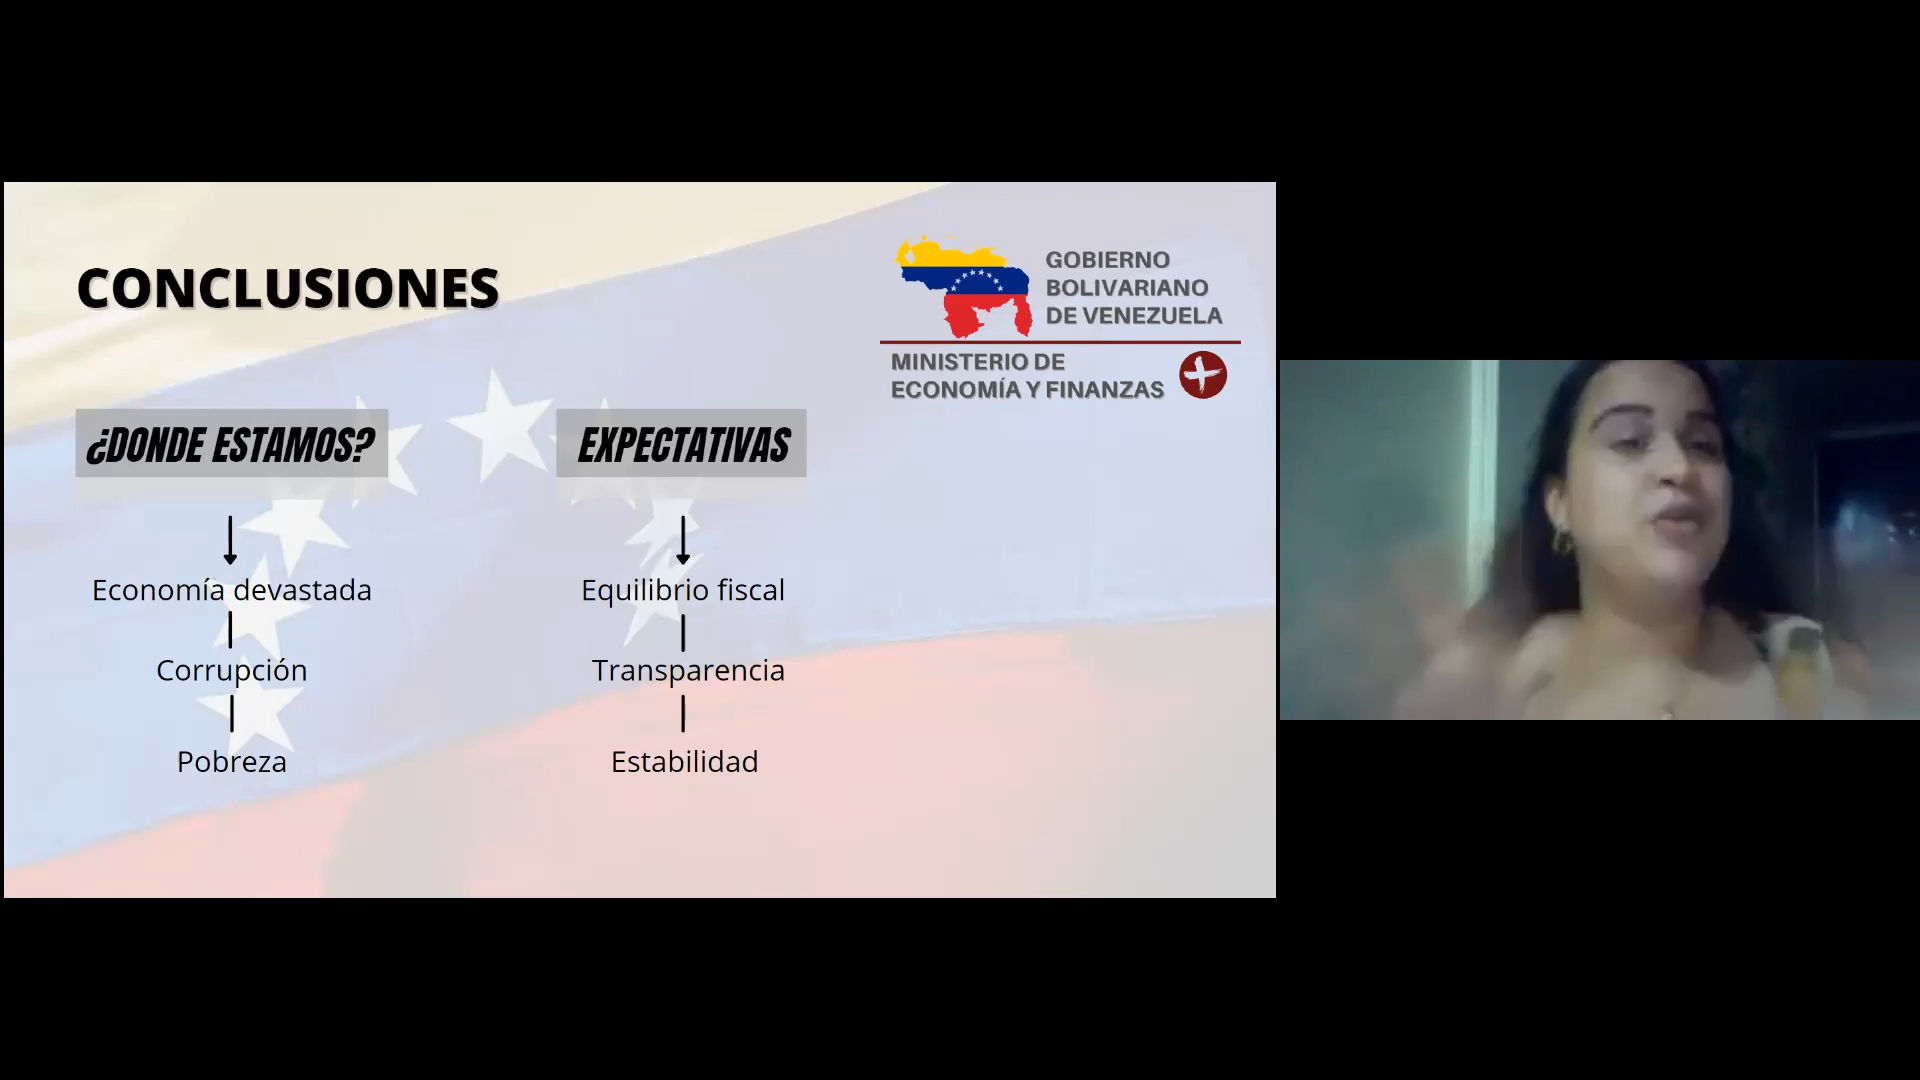 CONCLUSIONES
GOBIERNO
BOLIVARIANO
DE VENEZUELA
MINISTERIO DE
ECONOMÍA Y FINANZAS
¿DONDE ESTAMOS?
Economía devastada
Corrupción
Pobreza
EXPECTATIVAS
Equilibrio fiscal
Transparencia
Estabilidad